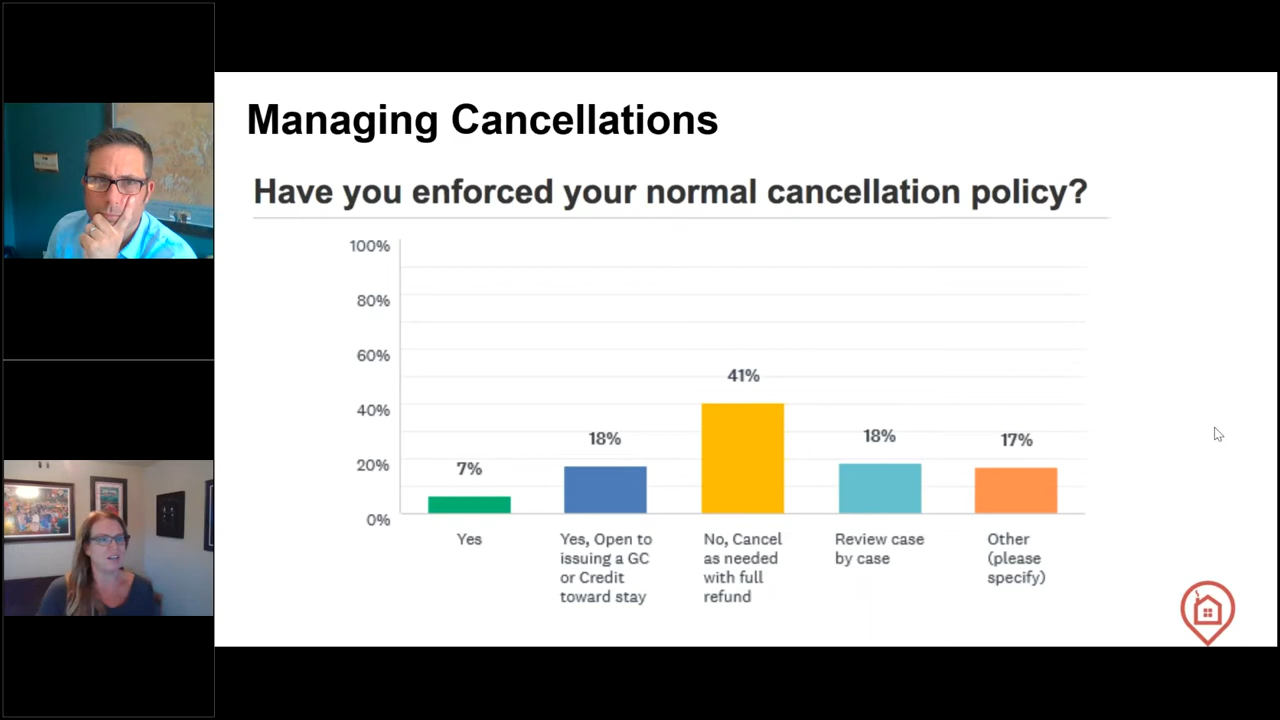 Managing Cancellations
Have you enforced your normal cancellation policy?
100%
80%
60%
40%
20%
0%
7%
18%
41%
18%
17%
Yes
Yes, Open to
issuing a GC
or Credit
toward stay
No, Cancel
as needed
with full
refund
Review case
by case
Other
(please
specify)